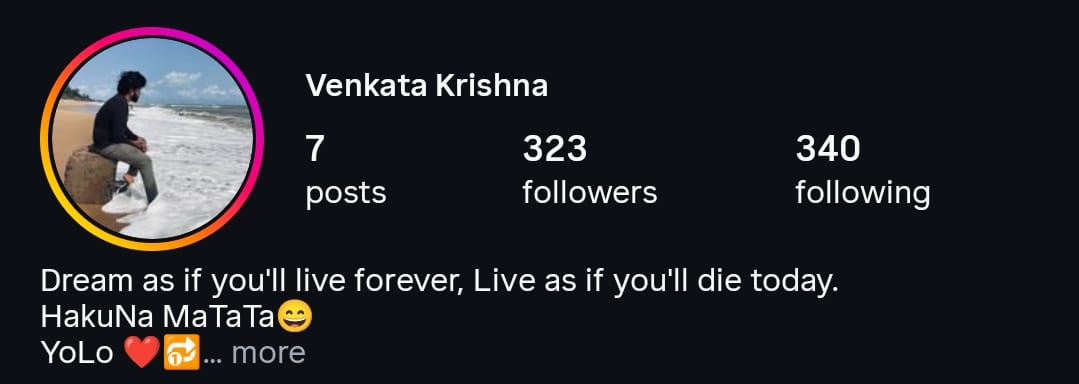 Venkata Krishna
7 323 340
posts followers following
Dream as if you'll live forever, Live as if you'll die today.
HakuNa MaTaTa😄
YoLo ❤️🔂... more